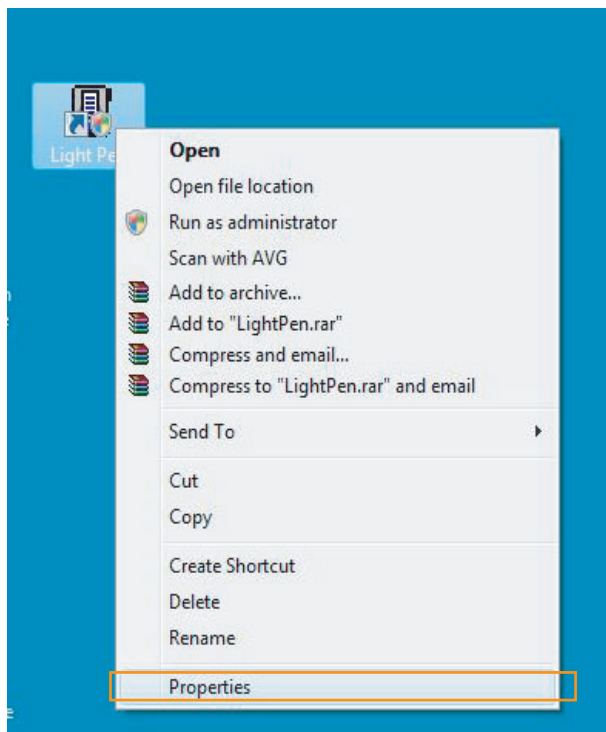 Light Pe
Open
Open file location
Run as administrator
Scan with AVG
Add to archive...
Add to "LightPen.rar"
Compress and email...
Compress to "LightPen.rar" and email
Send To
Cut
Copy
Create Shortcut
Delete
Rename
Properties